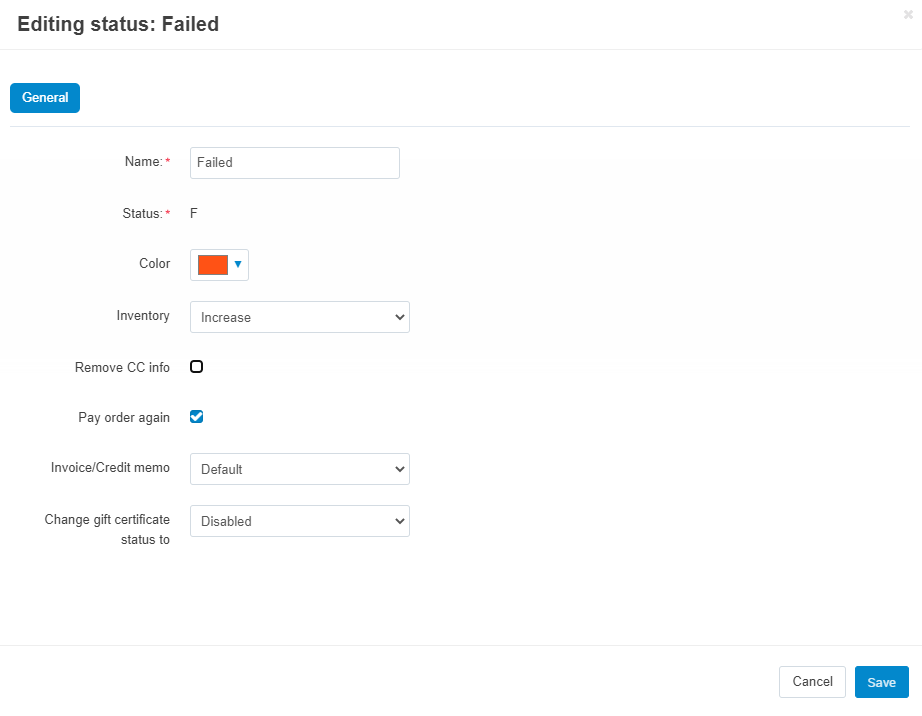 Editing status: Failed
×
General
Name:*
Failed
Status:*
F
Color
Inventory
Increase
Remove CC info
Pay order again
Invoice/Credit memo
Default
Change gift certificate
status to
Disabled
Cancel
Save